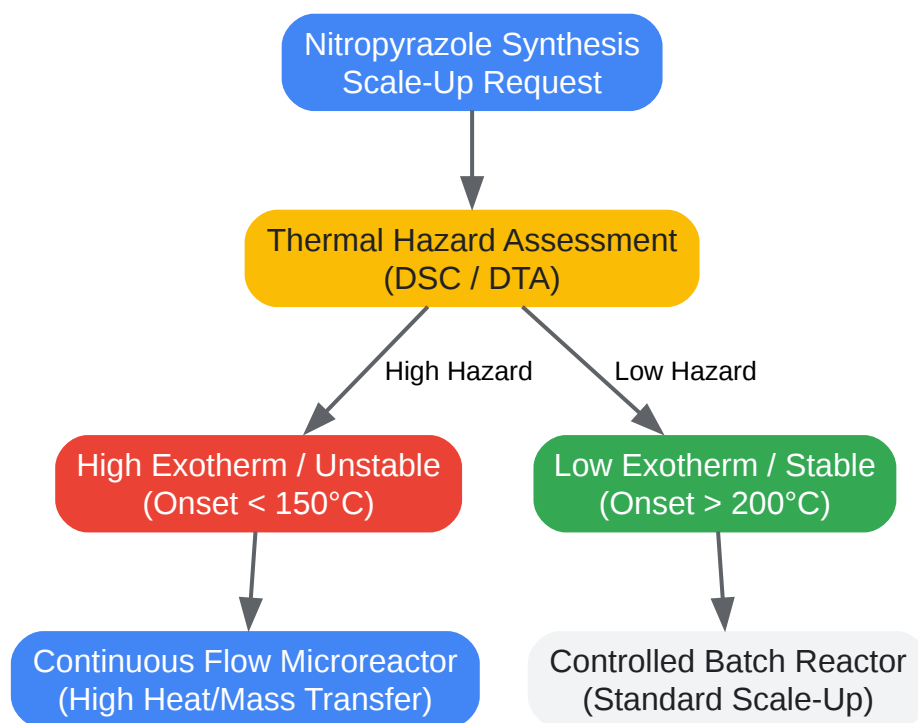 Nitropyrazole Synthesis
Scale-Up Request
Thermal Hazard Assessment
(DSC / DTA)
High Hazard
Low Hazard
High Exotherm / Unstable
(Onset < 150°C)
Low Exotherm / Stable
(Onset > 200°C)
Continuous Flow Microreactor
(High Heat/Mass Transfer)
Controlled Batch Reactor
(Standard Scale-Up)